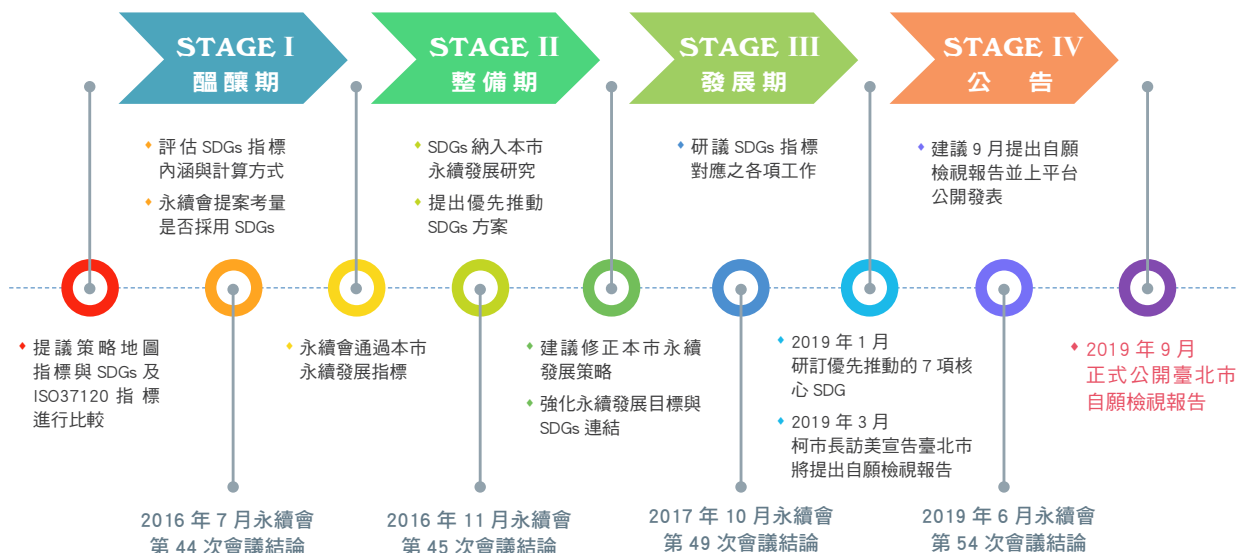 STAGE I
醞釀期
STAGE II
整備期
STAGE III
發展期
STAGE IV
公告
評估 SDGs 指標
內涵與計算方式
永續會提案考量
是否採用 SDGs
SDGs 納入本市
永續發展研究
提出優先推動
SDGs 方案
研議 SDGs 指標
對應之各項工作
建議 9 月提出自願
檢視報告並上平台
公開發表
提議策略地圖
指標與 SDGs 及
ISO37120 指標
進行比較
永續會通過本市
永續發展指標
建議修正本市永續
發展策略
強化永續發展目標與
SDGs 連結
2019 年 1 月
研訂優先推動的 7 項核
心 SDG
2019 年 3 月
柯市長訪美宣告臺北市
將提出自願檢視報告
2019 年 9 月
正式公開臺北市
自願檢視報告
2016 年 7 月永續會
第 44 次會議結論
2016 年 11 月永續會
第 45 次會議結論
2017 年 10 月永續會
第 49 次會議結論
2019 年 6 月永續會
第 54 次會議結論